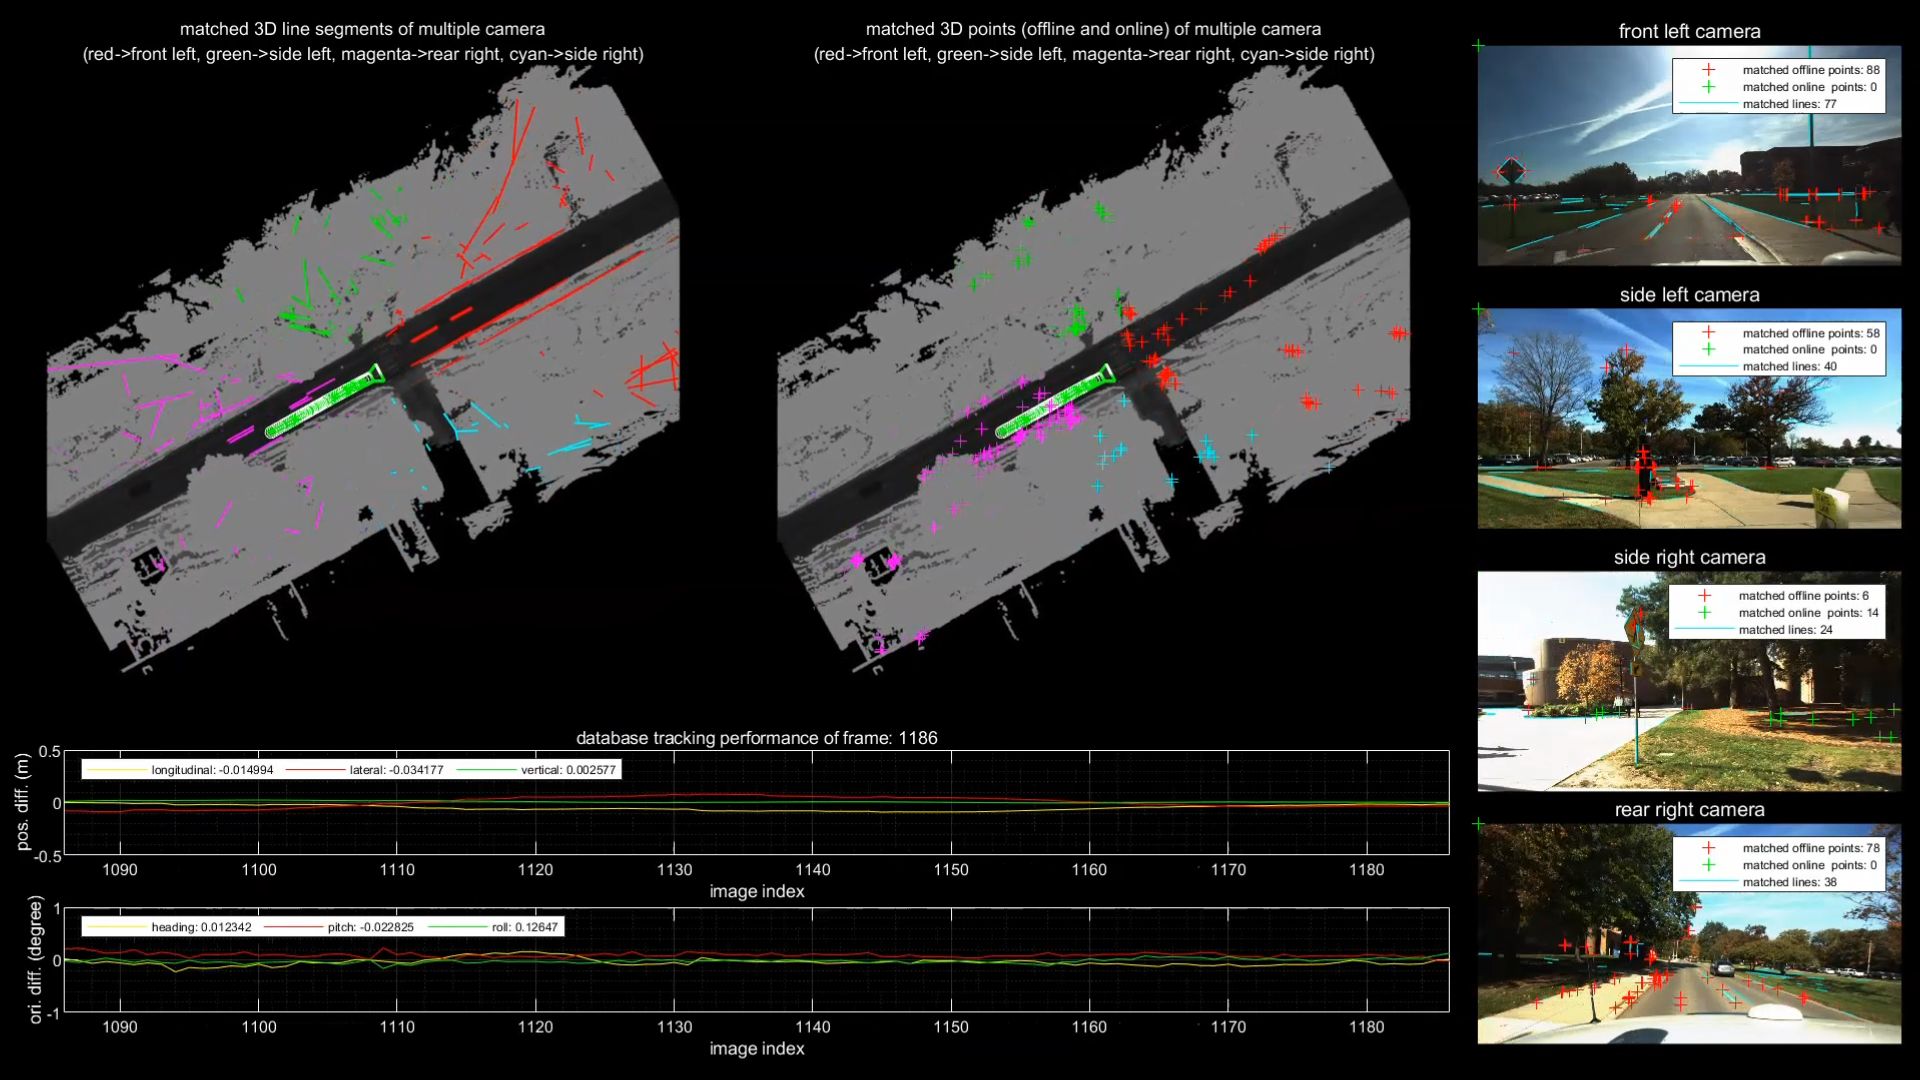 matched 3D line segments of multiple camera
(red->front left, green->side left, magenta->rear right, cyan->side right)
matched 3D points (offline and online) of multiple camera
(red->front left, green->side left, magenta->rear right, cyan->side right)
front left camera
matched offline points: 88
matched online points: 0
matched lines: 77
side left camera
matched offline points: 58
matched online points: 0
matched lines: 40
side right camera
matched offline points: 6
matched online points: 14
matched lines: 24
rear right camera
matched offline points: 78
matched online points: 0
matched lines: 38
database tracking performance of frame: 1186
pos. diff. (m)
0.5
0
-0.5
longitudinal: -0.014994
lateral: -0.034177
vertical: 0.002577
1090 1100 1110 1120 1130 1140 1150 1160 1170 1180
image index
ori. diff. (degree)
1
0
-1
heading: 0.012342
pitch: -0.022825
roll: 0.12647
1090 1100 1110 1120 1130 1140 1150 1160 1170 1180
image index